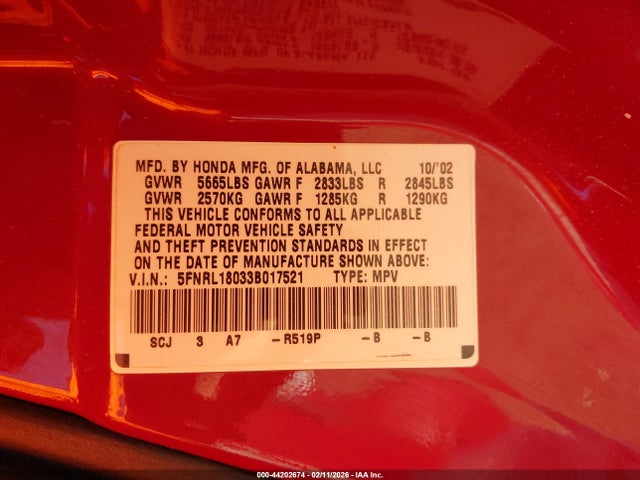 MFD. BY HONDA MFG. OF ALABAMA, LLC 10/'02
GVWR 5665LBS GAWR F 2833LBS R 2845LBS
GVWR 2570KG GAWR F 1285KG R 1290KG
THIS VEHICLE CONFORMS TO ALL APPLICABLE
FEDERAL MOTOR VEHICLE SAFETY
AND THEFT PREVENTION STANDARDS IN EFFECT
ON THE DATE OF MANUFACTURE SHOWN ABOVE:
V.I.N.: 5FNRL18033B017521 TYPE: MPV
SCJ 3 A7 -R519P -B -B
000-44202674 - 02/11/2026 - IAA Inc.